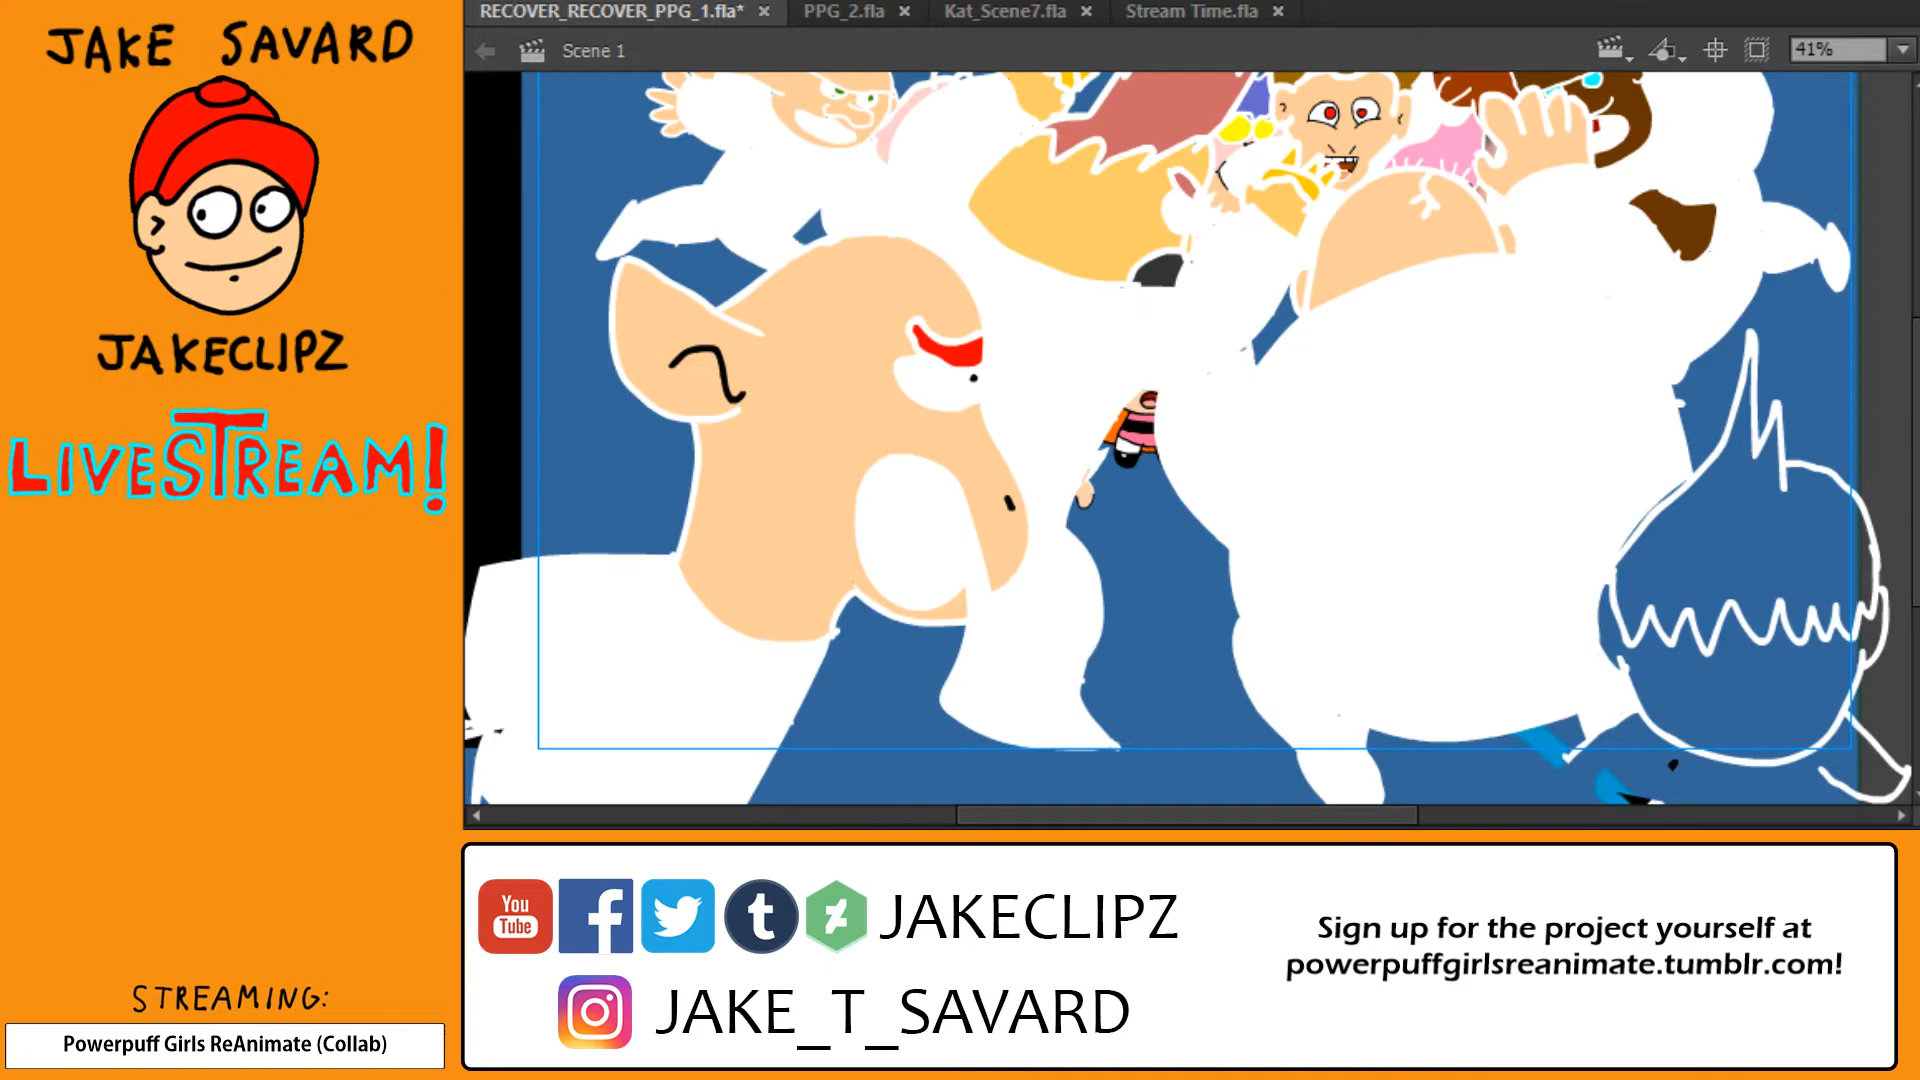 JAKE SAVARD
JAKECLIPZ
LIVESTREAM!
STREAMING:
Powerpuff Girls ReAnimate (Collab)
RECOVER_RECOVER_PPG_1.fla* PPG_2.fla Kat_Scene7.fla Stream Time.fla
Scene 1
41%
You
Tube
JAKECLIPZ
JAKE_T_SAVARD
Sign up for the project yourself at
powerpuffgirlsreanimate.tumblr.com!